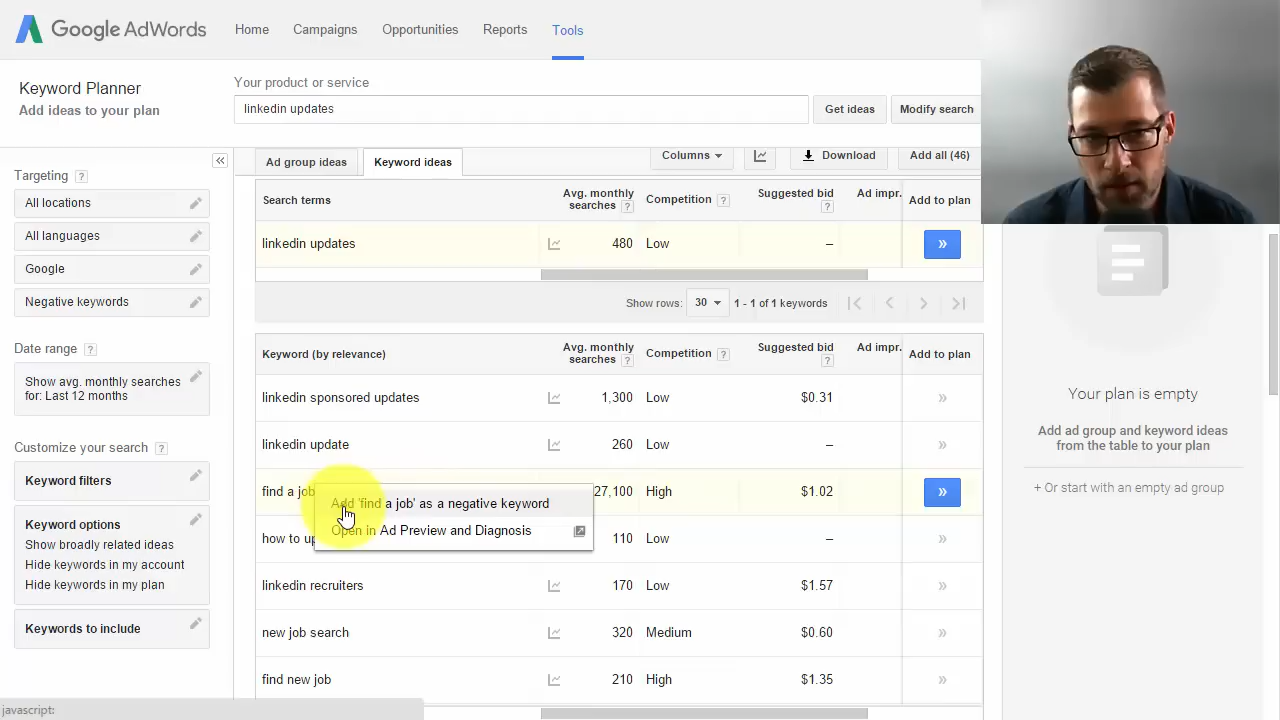 Google AdWords
Home
Campaigns
Opportunities
Reports
Tools
Keyword Planner
Add ideas to your plan
Your product or service
linkedin updates
Get ideas
Modify search
Targeting ?
All locations
All languages
Google
Negative keywords
Date range ?
Show avg. monthly searches
for: Last 12 months
Customize your search ?
Keyword filters
Keyword options
Show broadly related ideas
Hide keywords in my account
Hide keywords in my plan
Keywords to include
Ad group ideas
Keyword ideas
Columns
Download
Add all (46)
Search terms
Avg. monthly
searches ?
Competition ?
Suggested bid
?
Ad impr.
Add to plan
linkedin updates 480 Low – »
Show rows: 30 1 - 1 of 1 keywords
Keyword (by relevance)
Avg. monthly
searches ?
Competition ?
Suggested bid
?
Ad impr.
Add to plan
linkedin sponsored updates 1,300 Low $0.31 »
linkedin update 260 Low – »
find a job 27,100 High $1.02 »
Add 'find a job' as a negative keyword
Open in Ad Preview and Diagnosis
how to up 110 Low – »
linkedin recruiters 170 Low $1.57 »
new job search 320 Medium $0.60 »
find new job 210 High $1.35 »
Your plan is empty
Add ad group and keyword ideas
from the table to your plan
+ Or start with an empty ad group
javascript: